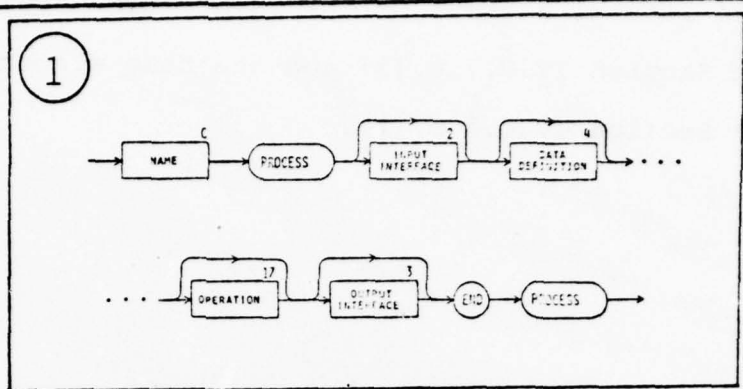 1
C 2 4
NAME PROCESS INPUT INTERFACE DATA DEFINITION . . .
17 3
. . . OPERATION OUTPUT INTERFACE END PROCESS